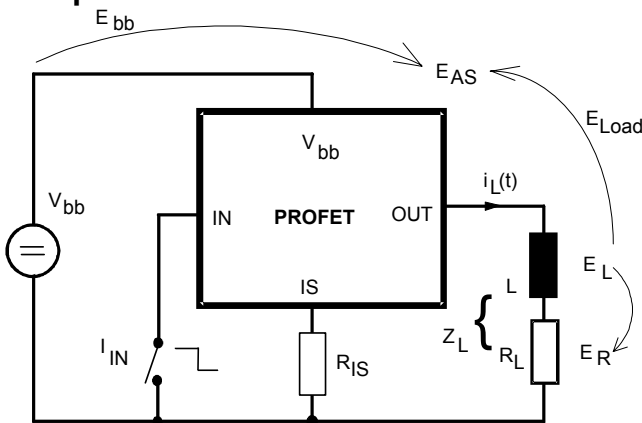 E bb
E AS
E Load
V bb
V bb
i L(t)
IN
PROFET
OUT
IS
L
E L
Z L
{
R L
E R
I IN
R IS